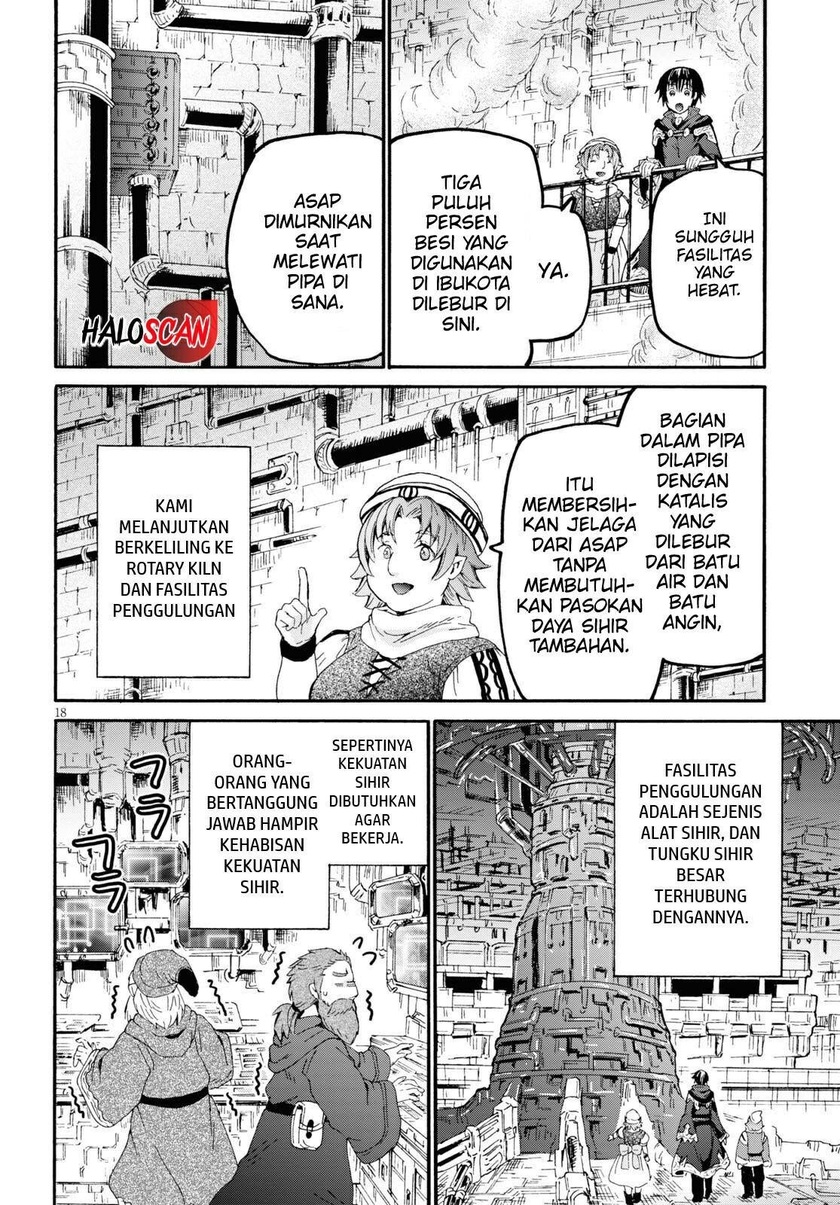 INI
SUNGGUH
FASILITAS
YANG
HEBAT.
YA.
TIGA
PULUH
PERSEN
BESI YANG
DIGUNAKAN
DI IBUKOTA
DILEBUR DI
SINI.
ASAP
DIMURNIKAN
SAAT
MELEWATI
PIPA DI
SANA.
HALOSCAN
BAGIAN
DALAM PIPA
DILAPISI
DENGAN
KATALIS
YANG
DILEBUR
DARI BATU
AIR DAN
BATU
ANGIN,
ITU
MEMBERSIH-
KAN JELAGA
DARI ASAP
TANPA
MEMBUTUH-
KAN PASOKAN
DAYA SIHIR
TAMBAHAN.
KAMI
MELANJUTKAN
BERKELILING KE
ROTARY KILN
DAN FASILITAS
PENGGULUNGAN
18
FASILITAS
PENGGULUNGAN
ADALAH SEJENIS
ALAT SIHIR, DAN
TUNGKU SIHIR
BESAR
TERHUBUNG
DENGANNYA.
SEPERTINYA
KEKUATAN
SIHIR
DIBUTUHKAN
AGAR
BEKERJA.
ORANG-
ORANG YANG
BERTANGGUNG
JAWAB HAMPIR
KEHABISAN
KEKUATAN
SIHIR.
フラ
フラ